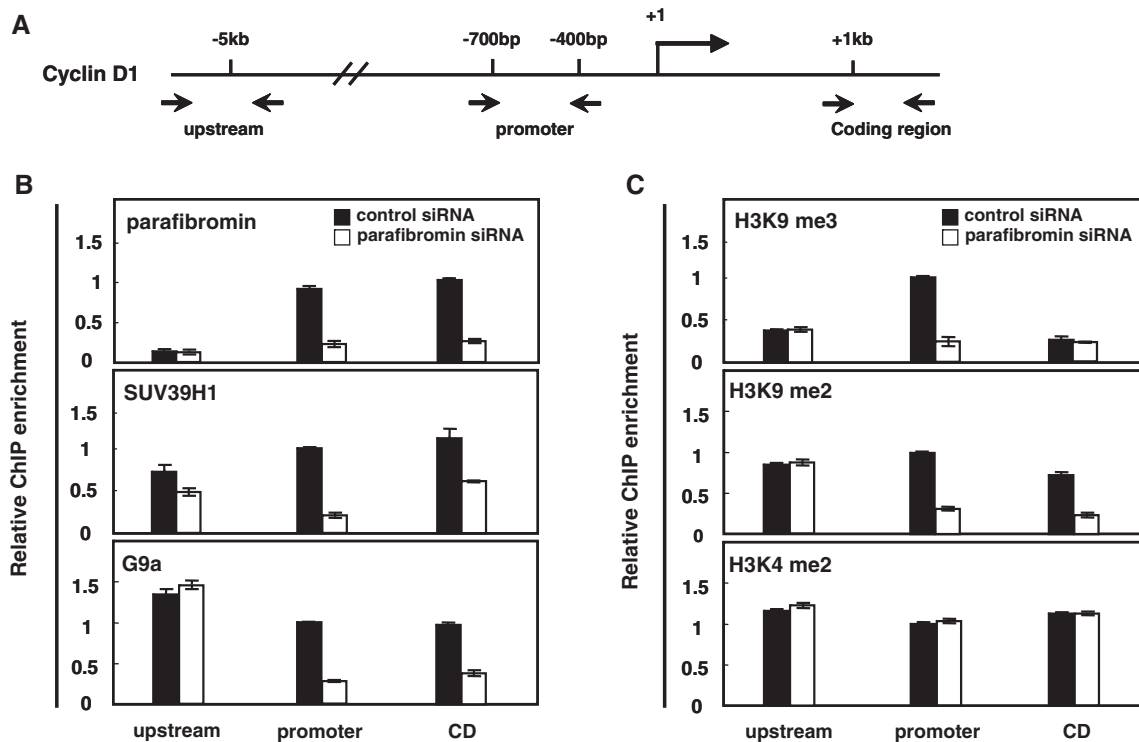 A
+1
-5kb
-700bp
-400bp
+1kb
Cyclin D1
upstream
promoter
Coding region
B
Relative ChIP enrichment
parafibromin
control siRNA
parafibromin siRNA
1.5
1
0.5
0
SUV39H1
1.5
1
0.5
0
G9a
1.5
1
0.5
0
upstream
promoter
CD
C
Relative ChIP enrichment
H3K9 me3
control siRNA
parafibromin siRNA
1.5
1
0.5
0
H3K9 me2
1.5
1
0.5
0
H3K4 me2
1.5
1
0.5
0
upstream
promoter
CD